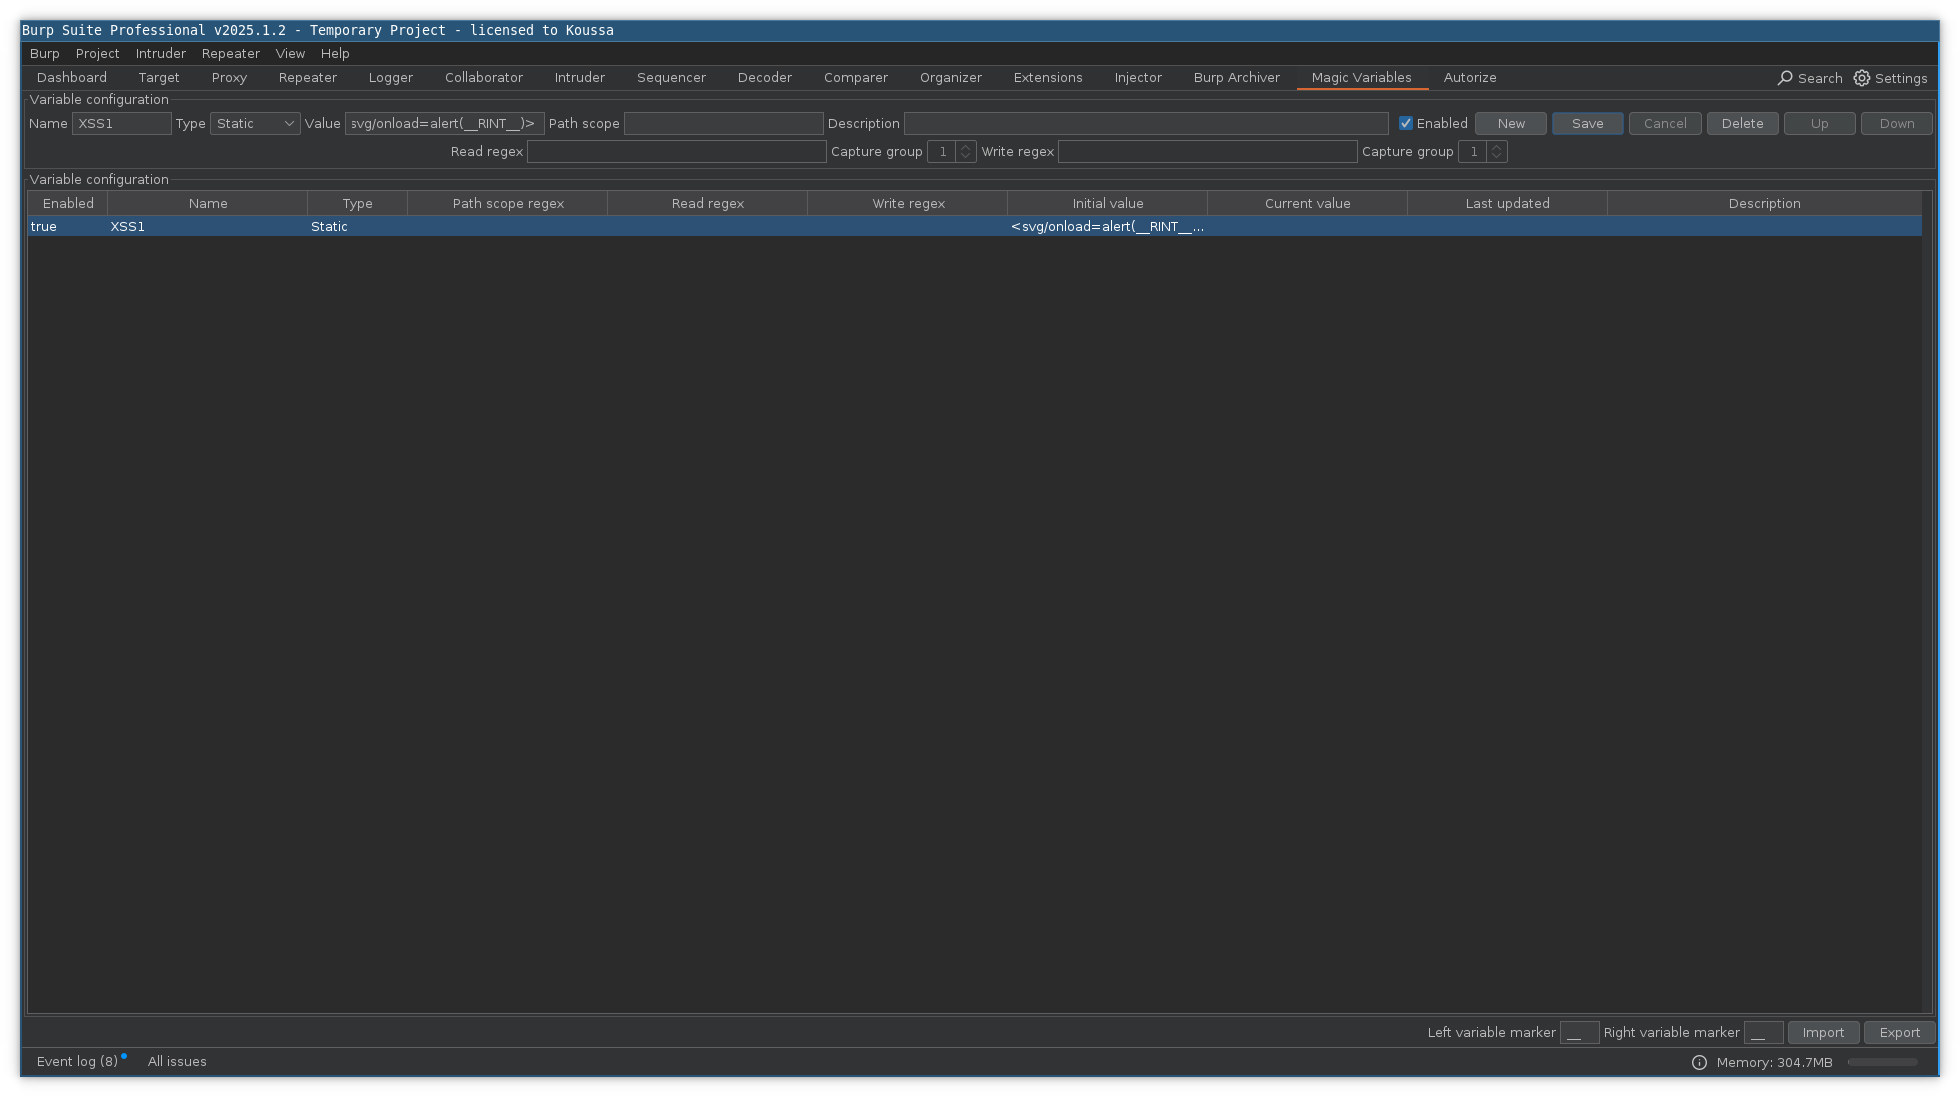 Burp Suite Professional v2025.1.2 - Temporary Project - licensed to Koussa
Burp Project Intruder Repeater View Help
Dashboard Target Proxy Repeater Logger Collaborator Intruder Sequencer Decoder Comparer Organizer Extensions Injector Burp Archiver Magic Variables Autorize Search Settings
Variable configuration
Name XSS1 Type Static Value svg/onload=alert(__RINT__)> Path scope Description Enabled New Save Cancel Delete Up Down
Read regex Capture group 1 Write regex Capture group 1
Variable configuration
Enabled Name Type Path scope regex Read regex Write regex Initial value Current value Last updated Description
true XSS1 Static <svg/onload=alert(__RINT__...
Left variable marker __ Right variable marker __ Import Export
Event log (8) All issues Memory: 304.7MB